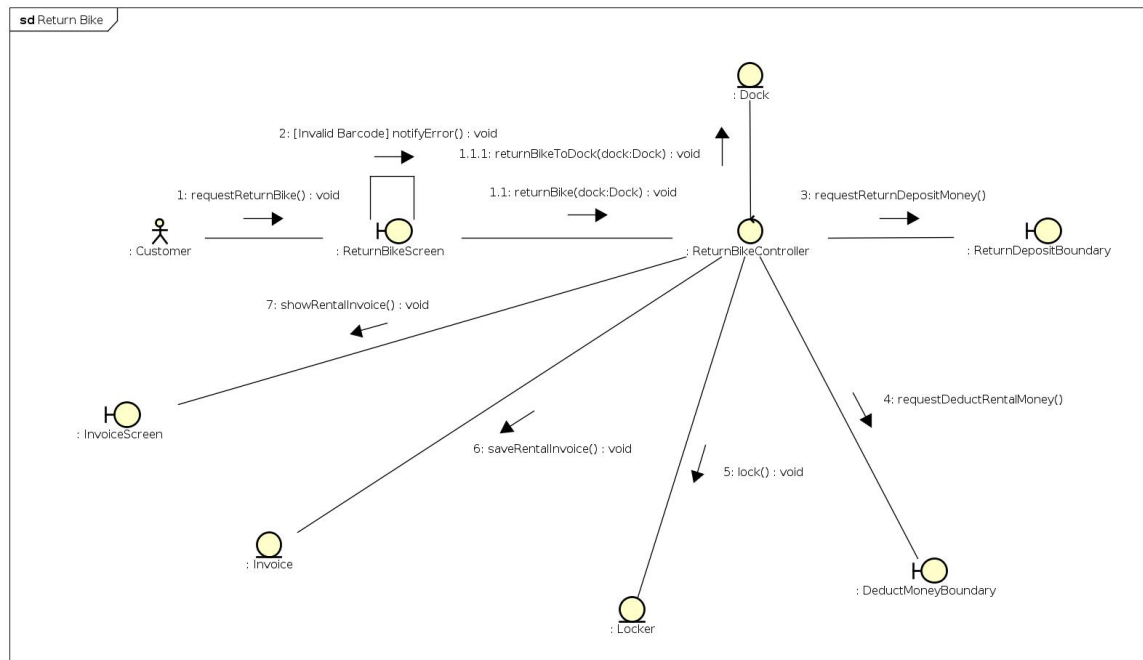 sd Return Bike
: Dock
2: [Invalid Barcode] notifyError() : void
1.1.1: returnBikeToDock(dock:Dock) : void
1: requestReturnBike() : void
1.1: returnBike(dock:Dock) : void
3: requestReturnDepositMoney()
: Customer
: ReturnBikeScreen
: ReturnBikeController
: ReturnDepositBoundary
7: showRentalInvoice() : void
4: requestDeductRentalMoney()
: InvoiceScreen
6: saveRentalInvoice() : void
5: lock() : void
: Invoice
: DeductMoneyBoundary
: Locker